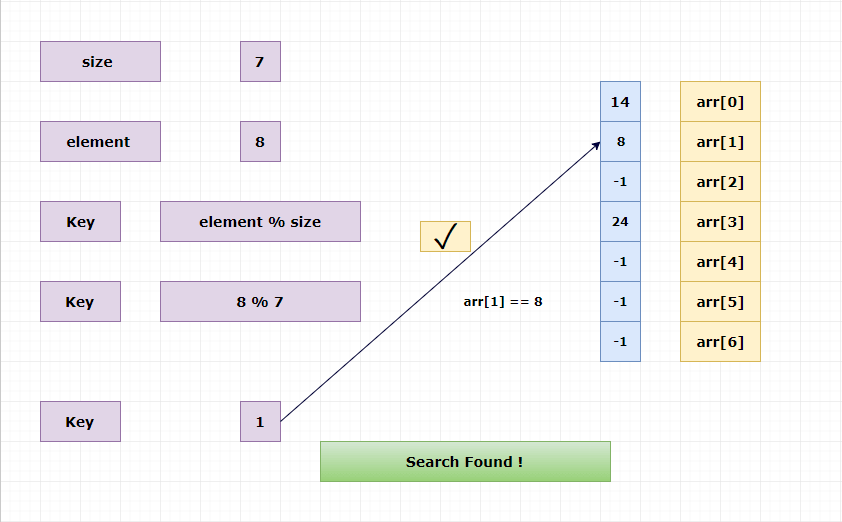 size 7
14 arr[0]
element 8
8 arr[1]
-1 arr[2]
Key element % size
24 arr[3]
✓
-1 arr[4]
Key 8 % 7
arr[1] == 8
-1 arr[5]
-1 arr[6]
Key 1
Search Found !